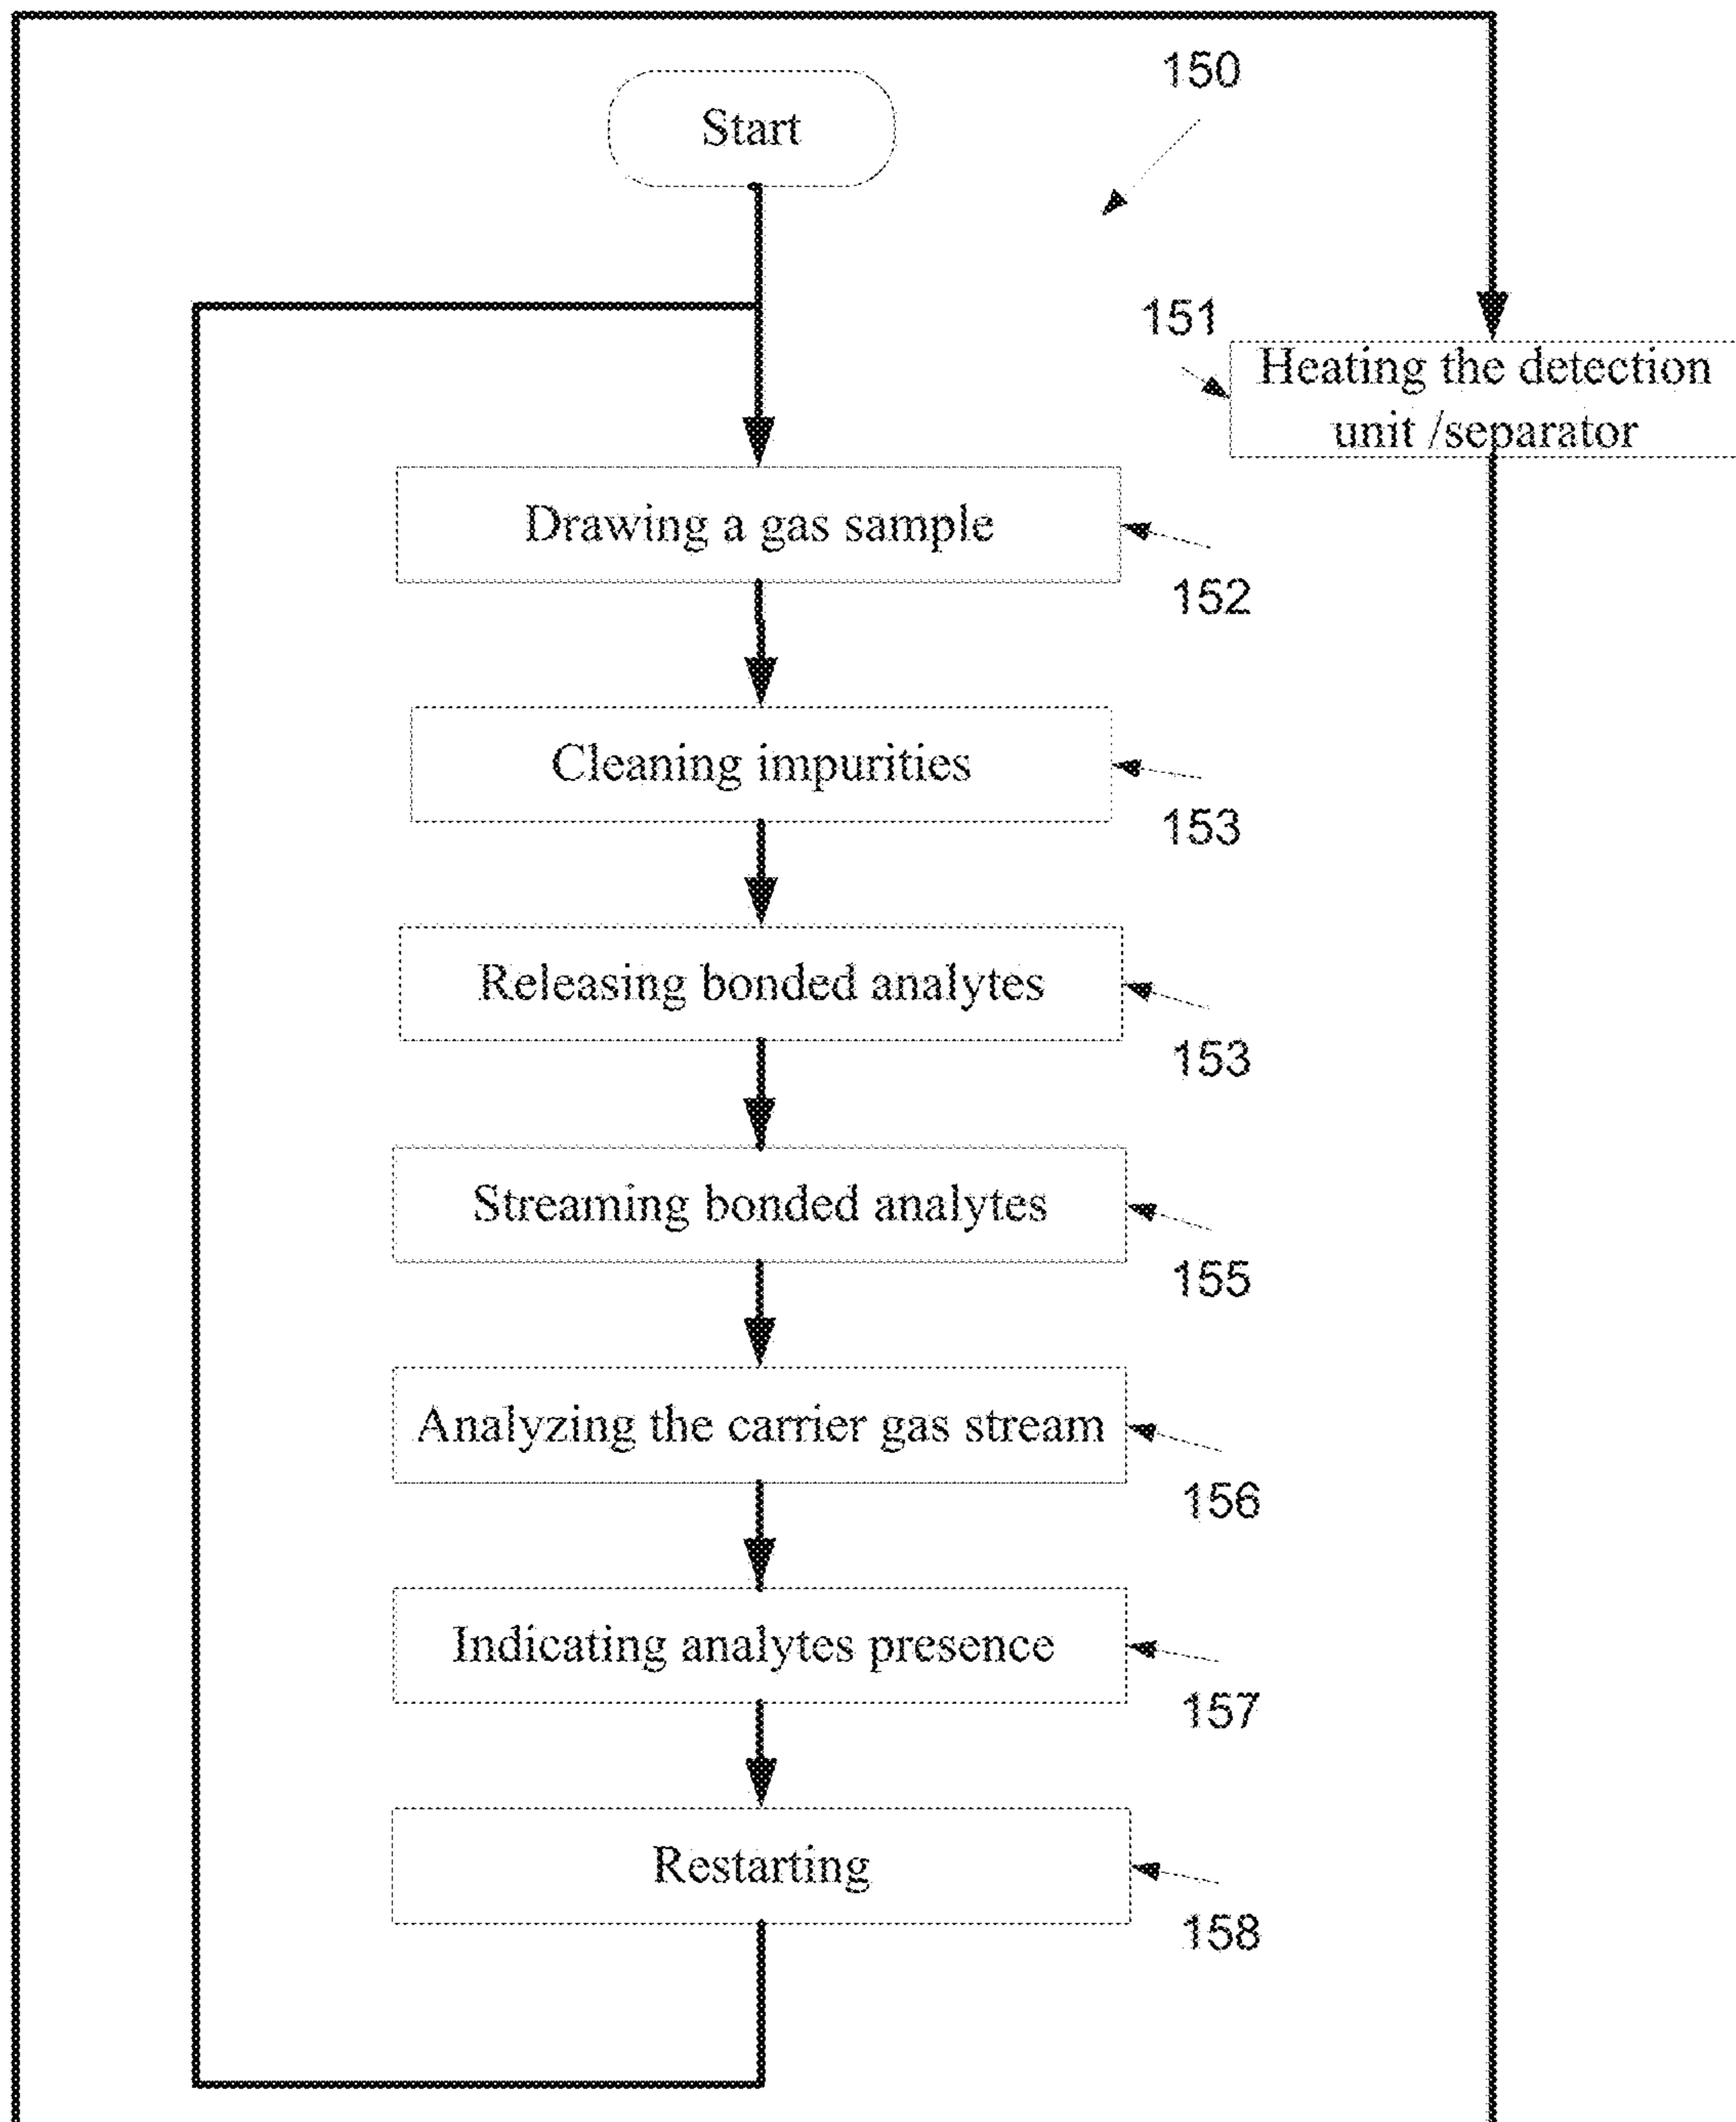 150
Start
151
Heating the detection
unit /separator
Drawing a gas sample
152
Cleaning impurities
153
Releasing bonded analytes
153
Streaming bonded analytes
155
Analyzing the carrier gas stream
156
Indicating analytes presence
157
Restarting
158